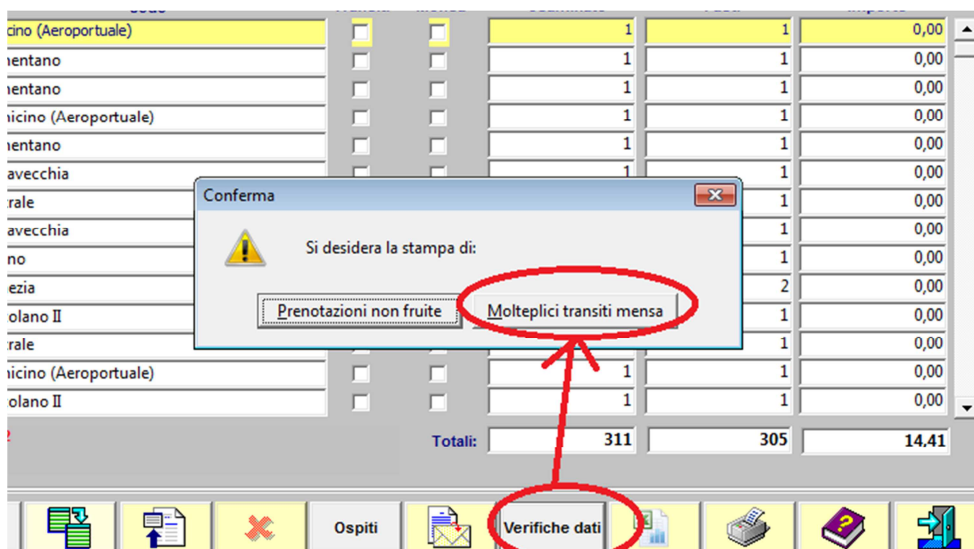 cino (Aeroportuale) 1 1 0,00
nentano 1 1 0,00
nentano 1 1 0,00
nicino (Aeroportuale) 1 1 0,00
nentano 1 1 0,00
avecchia 1 1 0,00
rale 1 0,00
avecchia 1 0,00
no 1 0,00
ezia 2 0,00
olano II 1 0,00
rale 1 0,00
nicino (Aeroportuale) 1 1 0,00
olano II 1 1 0,00
Conferma
Si desidera la stampa di:
Prenotazioni non fruite Molteplici transiti mensa
Totali: 311 305 14,41
Ospiti Verifiche dati